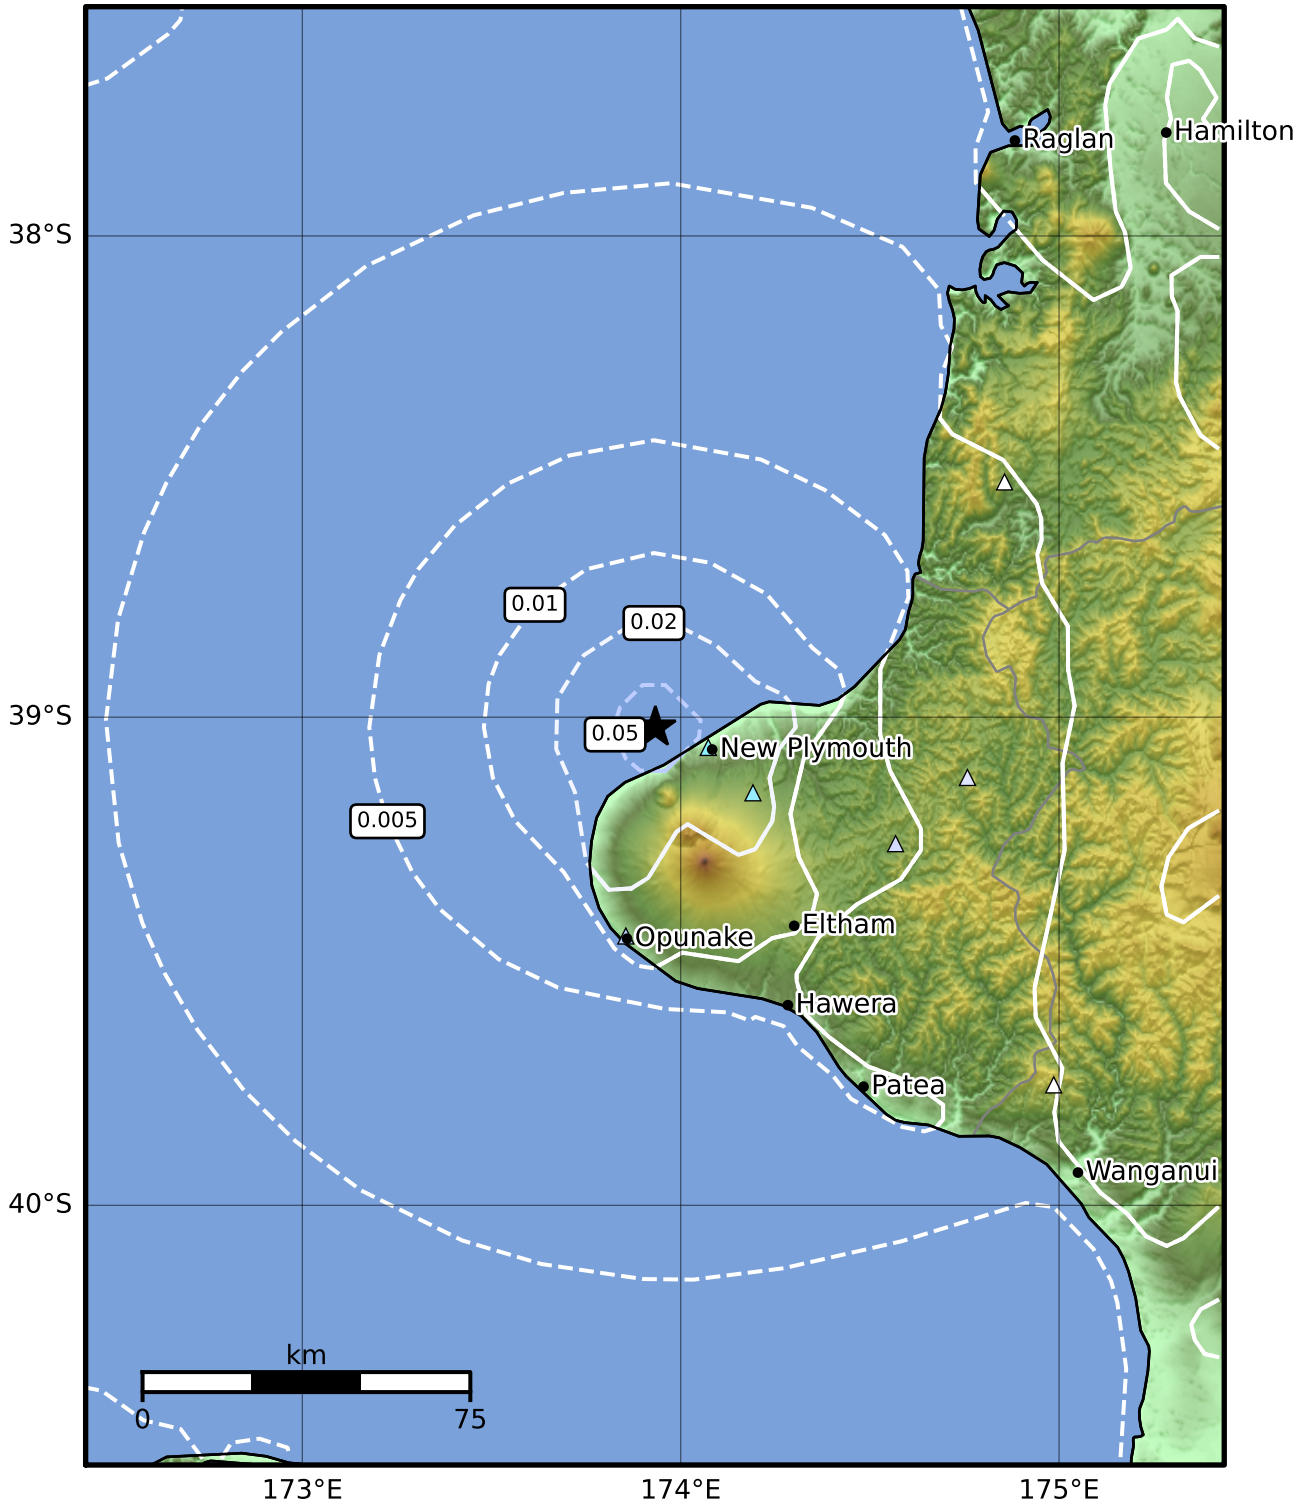 Hamilton
Raglan
38°S
0.01
0.02
39°S
0.05
New Plymouth
0.005
Eltham
Opunake
Hawera
Patea
Wanganui
40°S
km
0 75
173°E 174°E 175°E